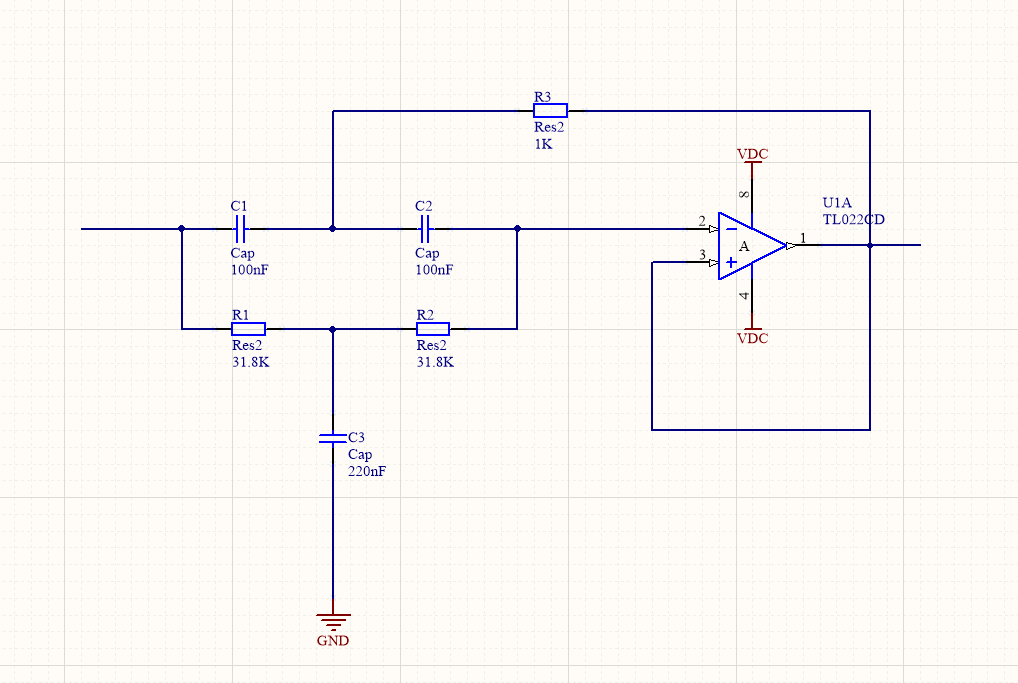 R3
Res2
1K
VDC
8
C1
Cap
100nF
C2
Cap
100nF
U1A
TL022CD
2
3
A
1
4
VDC
R1
Res2
31.8K
R2
Res2
31.8K
C3
Cap
220nF
GND